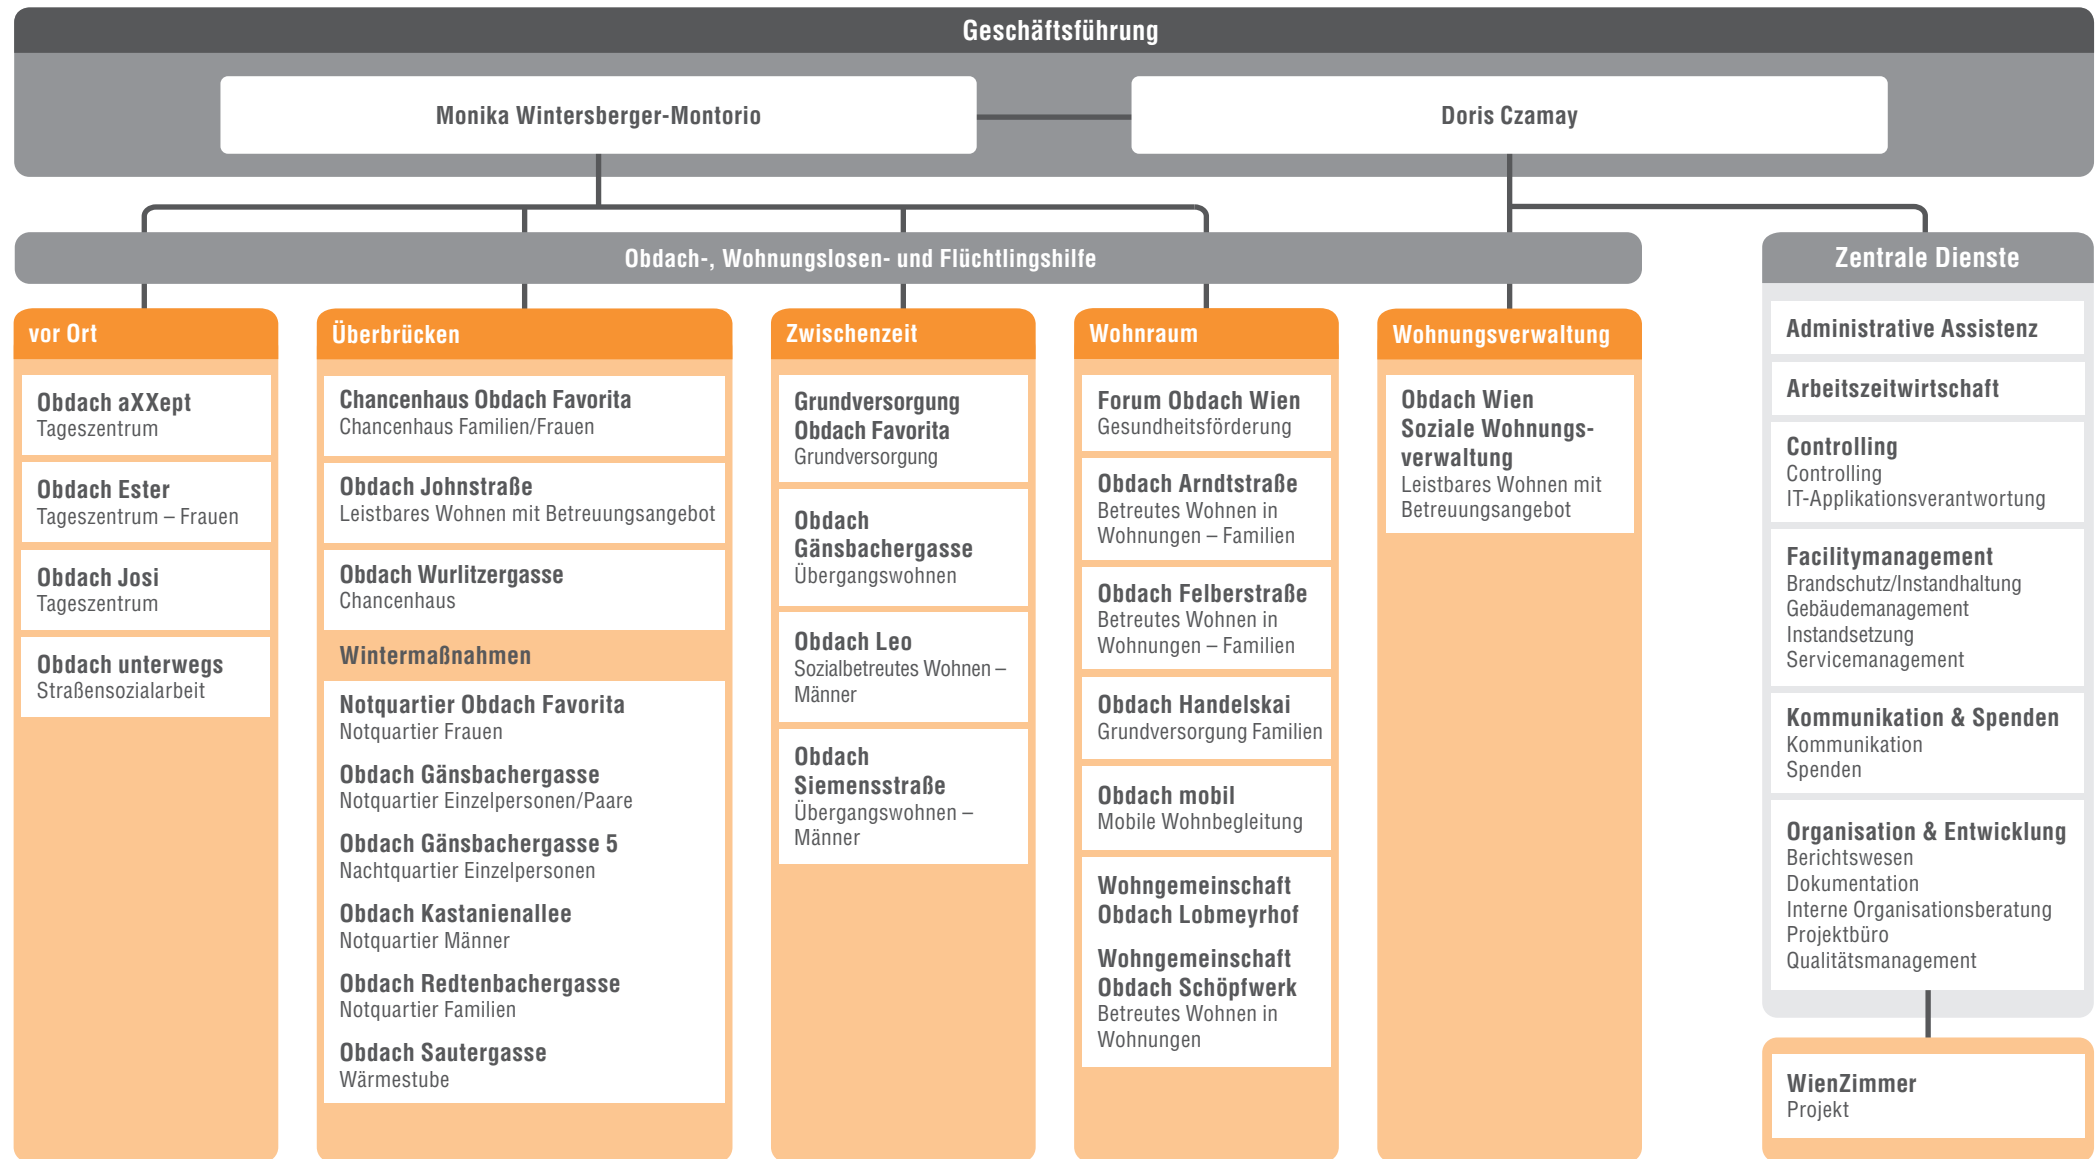 Geschäftsführung
Monika Wintersberger-Montorio
Doris Czamay
Obdach-, Wohnungslosen- und Flüchtlingshilfe
vor Ort
Obdach aXXept
Tageszentrum
Obdach Ester
Tageszentrum – Frauen
Obdach Josi
Tageszentrum
Obdach unterwegs
Straßensozialarbeit
Überbrücken
Chancenhaus Obdach Favorita
Chancenhaus Familien/Frauen
Obdach Johnstraße
Leistbares Wohnen mit Betreuungsangebot
Obdach Wurlitzergasse
Chancenhaus
Wintermaßnahmen
Notquartier Obdach Favorita
Notquartier Frauen
Obdach Gänsbachergasse
Notquartier Einzelpersonen/Paare
Obdach Gänsbachergasse 5
Nachtquartier Einzelpersonen
Obdach Kastanienallee
Notquartier Männer
Obdach Redtenbachergasse
Notquartier Familien
Obdach Sautergasse
Wärmestube
Zwischenzeit
Grundversorgung
Obdach Favorita
Grundversorgung
Obdach
Gänsbachergasse
Übergangswohnen
Obdach Leo
Sozialbetreutes Wohnen –
Männer
Obdach
Siemensstraße
Übergangswohnen –
Männer
Wohnraum
Forum Obdach Wien
Gesundheitsförderung
Obdach Arndtstraße
Betreutes Wohnen in
Wohnungen – Familien
Obdach Felberstraße
Betreutes Wohnen in
Wohnungen – Familien
Obdach Handelskai
Grundversorgung Familien
Obdach mobil
Mobile Wohnbegleitung
Wohngemeinschaft
Obdach Lobmeyrhof
Wohngemeinschaft
Obdach Schöpfwerk
Betreutes Wohnen in
Wohnungen
Wohnungsverwaltung
Obdach Wien
Soziale Wohnungs-
verwaltung
Leistbares Wohnen mit
Betreuungsangebot
Zentrale Dienste
Administrative Assistenz
Arbeitszeitwirtschaft
Controlling
Controlling
IT-Applikationsverantwortung
Facilitymanagement
Brandschutz/Instandhaltung
Gebäudemanagement
Instandsetzung
Servicemanagement
Kommunikation & Spenden
Kommunikation
Spenden
Organisation & Entwicklung
Berichtswesen
Dokumentation
Interne Organisationsberatung
Projektbüro
Qualitätsmanagement
WienZimmer
Projekt